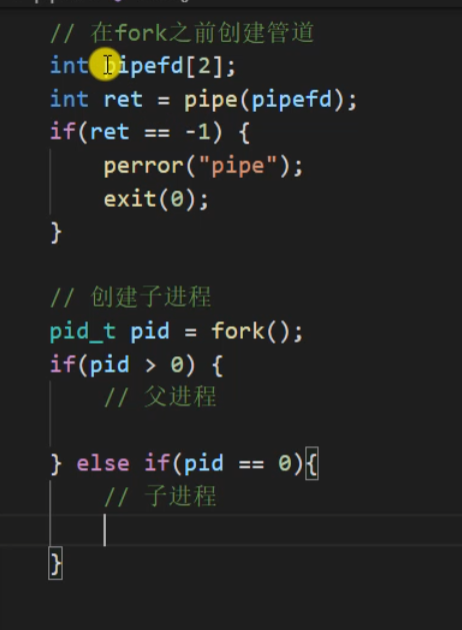 // 在fork之前创建管道
int pipefd[2];
int ret = pipe(pipefd);
if(ret == -1) {
perror("pipe");
exit(0);
}
// 创建子进程
pid_t pid = fork();
if(pid > 0) {
// 父进程
} else if(pid == 0){
// 子进程
}